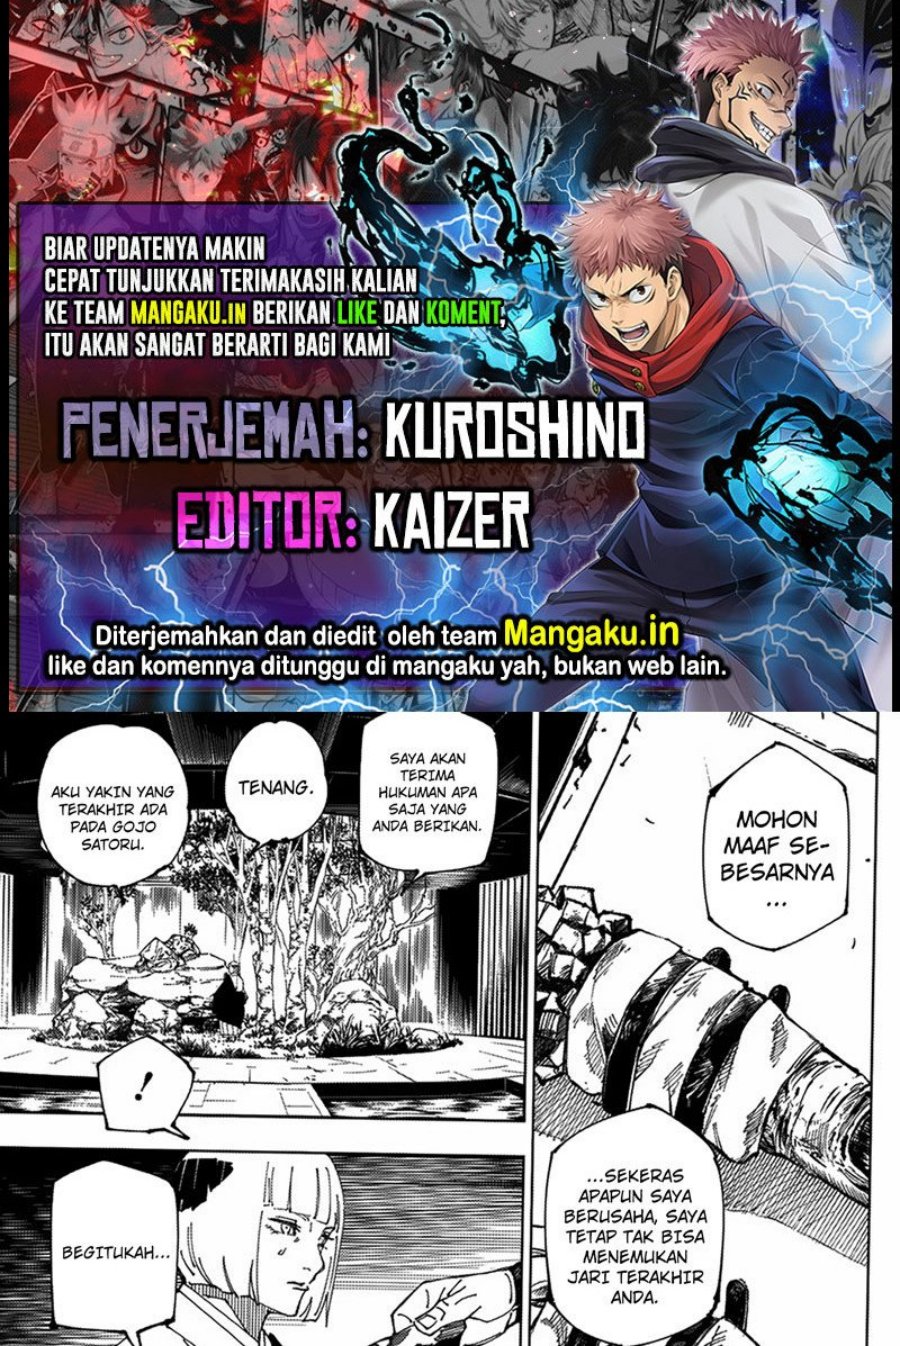 BIAR UPDATENYA MAKIN
CEPAT TUNJUKKAN TERIMAKASIH KALIAN
KE TEAM MANGAKU.IN BERIKAN LIKE DAN KOMENT,
ITU AKAN SANGAT BERARTI BAGI KAMI
PENERJEMAH: KUROSHINO
EDITOR: KAIZER
Diterjemahkan dan diedit oleh team Mangaku.in
like dan komennya ditunggu di mangaku yah, bukan web lain.
MOHON
MAAF SE-
BESARNYA
...
...SEKERAS
APAPUN SAYA
BERUSAHA, SAYA
TETAP TAK BISA
MENEMUKAN
JARI TERAKHIR
ANDA.
SAYA AKAN
TERIMA
HUKUMAN APA
SAJA YANG
ANDA BERIKAN.
TENANG.
AKU YAKIN YANG
TERAKHIR ADA
PADA GOJO
SATORU.
!
BEGITUKAH...